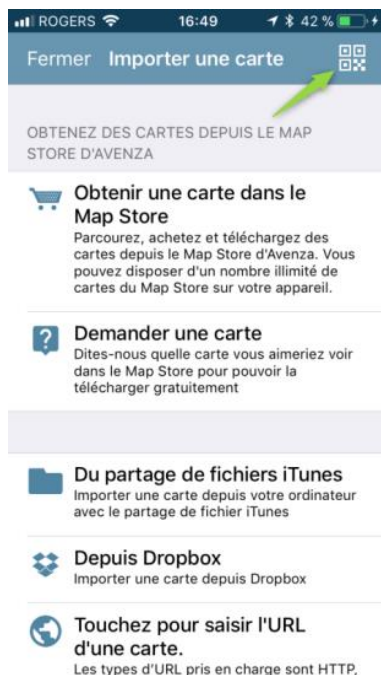 ROGERS 16:49 42 %
Fermer Importer une carte
OBTENEZ DES CARTES DEPUIS LE MAP
STORE D'AVENZA
Obtenir une carte dans le
Map Store
Parcourez, achetez et téléchargez des
cartes depuis le Map Store d'Avenza. Vous
pouvez disposer d'un nombre illimité de
cartes du Map Store sur votre appareil.
Demander une carte
Dites-nous quelle carte vous aimeriez voir
dans le Map Store pour pouvoir la
télécharger gratuitement
Du partage de fichiers iTunes
Importer une carte depuis votre ordinateur
avec le partage de fichier iTunes
Depuis Dropbox
Importer une carte depuis Dropbox
Touchez pour saisir l'URL
d'une carte.
Les types d'URL pris en charge sont HTTP,